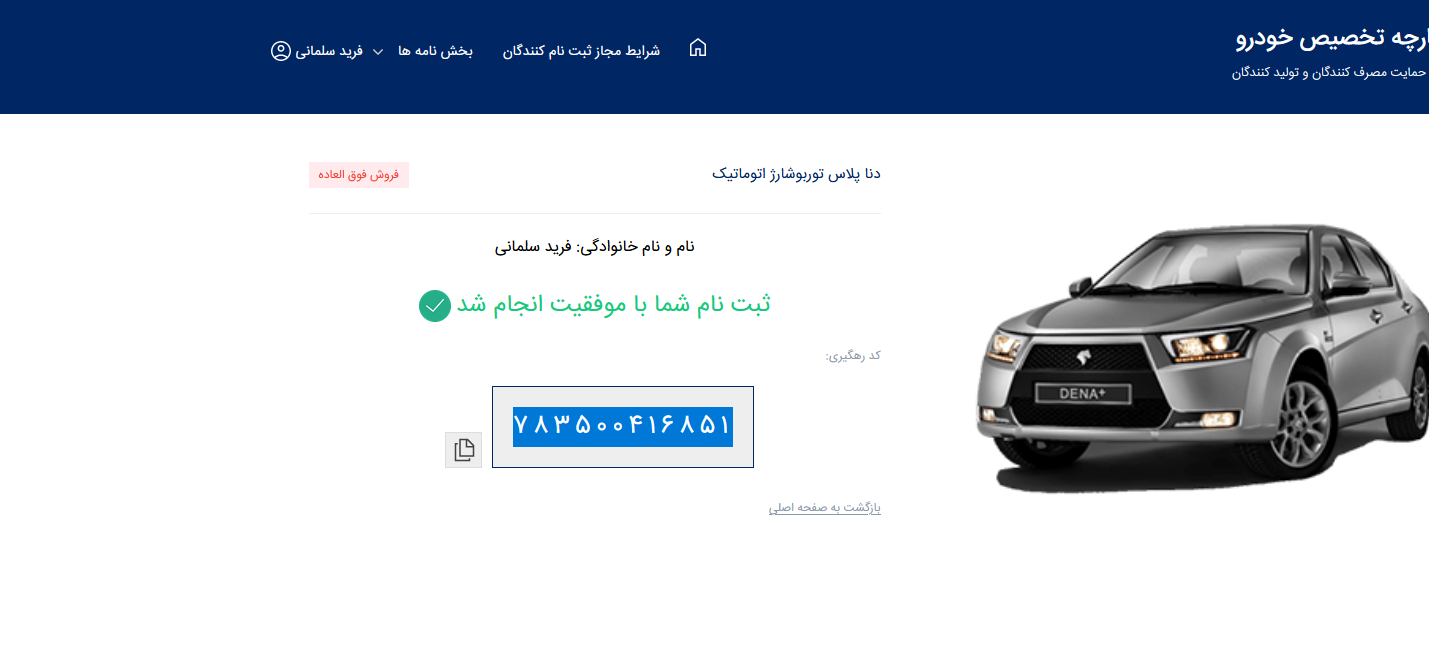 رچه تخصیص خودرو
حمایت مصرف کنندگان و تولید کنندگان
شرایط مجاز ثبت نام کنندگان
بخش نامه ها
فرید سلمانی
دنا پلاس توربوشارژ اتوماتیک
فروش فوق العاده
نام و نام خانوادگی: فرید سلمانی
ثبت نام شما با موفقیت انجام شد
کد رهگیری:
۷۸۳۵۰۰۴۱۶۸۵۱
بازگشت به صفحه اصلی
DENA+